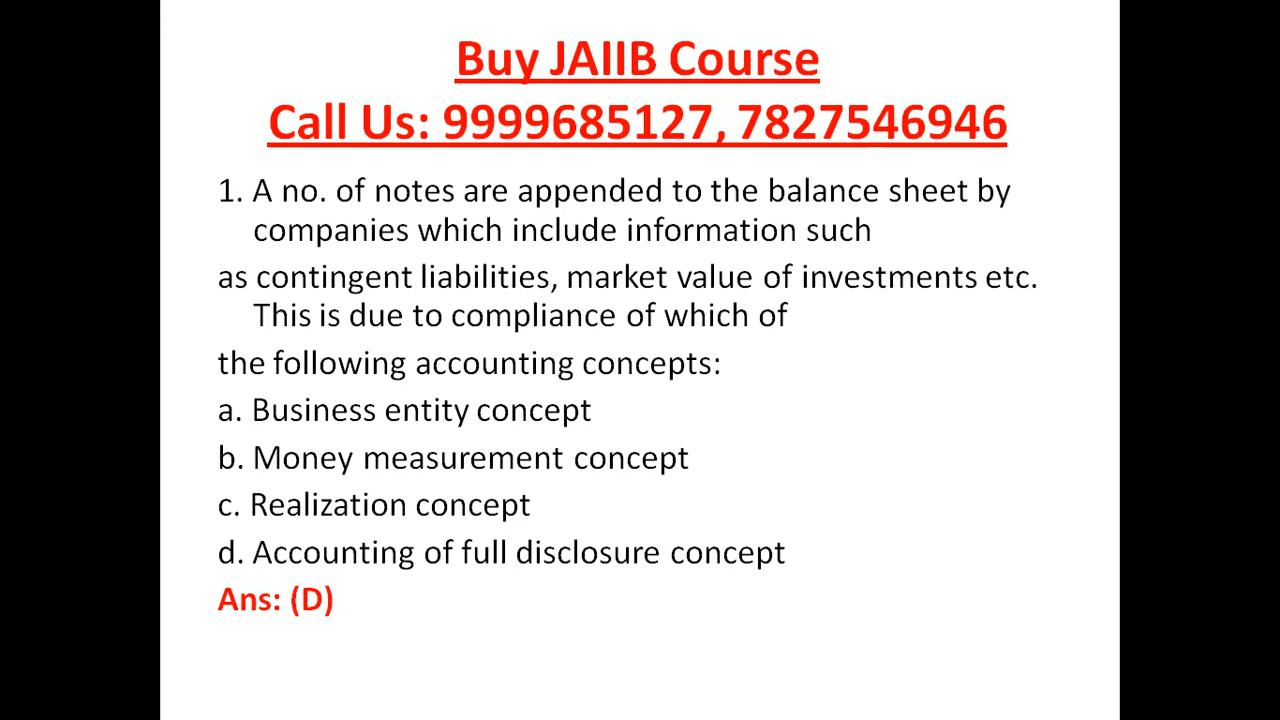 Buy JAIIB Course
Call Us: 9999685127, 7827546946
1. A no. of notes are appended to the balance sheet by
companies which include information such
as contingent liabilities, market value of investments etc.
This is due to compliance of which of
the following accounting concepts:
a. Business entity concept
b. Money measurement concept
c. Realization concept
d. Accounting of full disclosure concept
Ans: (D)